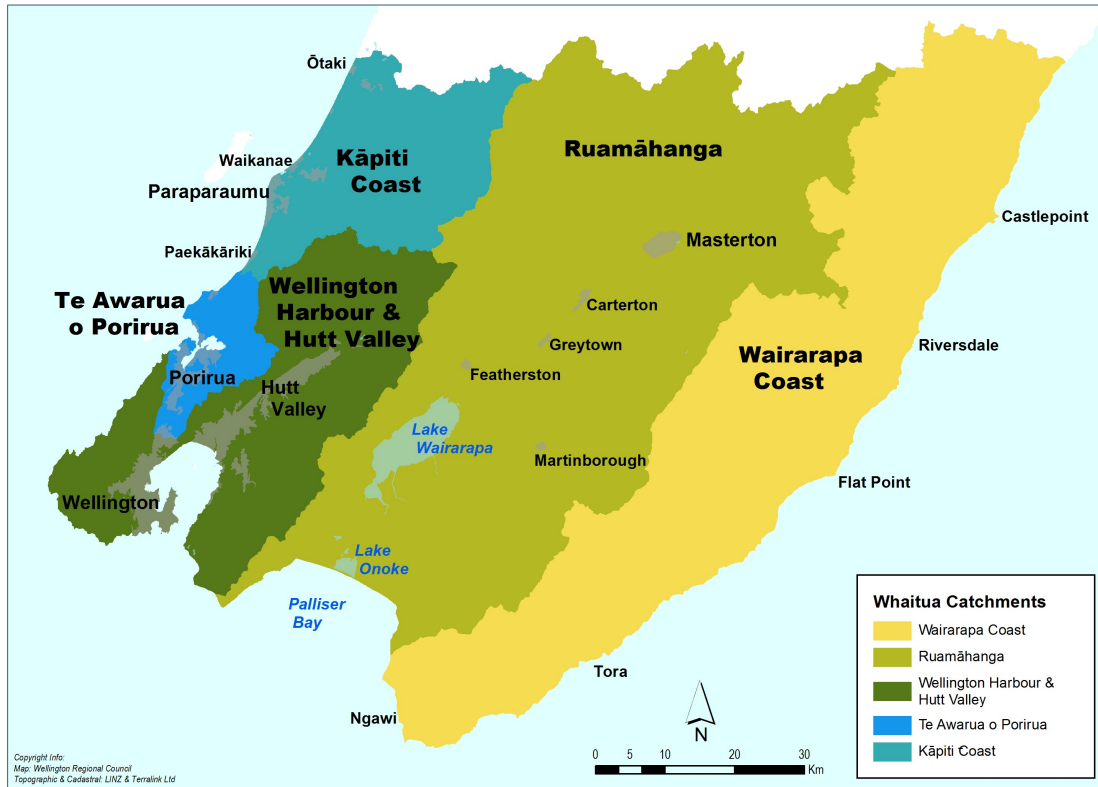 Ōtaki
Waikanae
Paraparaumu
Paekākāriki
Kāpiti
Coast
Ruamāhanga
Masterton
Castlepoint
Te Awarua
o Porirua
Wellington
Harbour &
Hutt Valley
Carterton
Greytown
Featherston
Riversdale
Wairarapa
Coast
Porirua
Hutt
Valley
Lake
Wairarapa
Martinborough
Flat Point
Wellington
Lake
Onoke
Palliser
Bay
Tora
Ngawi
N
0 5 10 20 30
Km
Whaitua Catchments
Wairarapa Coast
Ruamāhanga
Wellington Harbour &
Hutt Valley
Te Awarua o Porirua
Kāpiti Coast
Copyright Info:
Map: Wellington Regional Council
Topographic & Cadastral: LINZ & Terralink Ltd